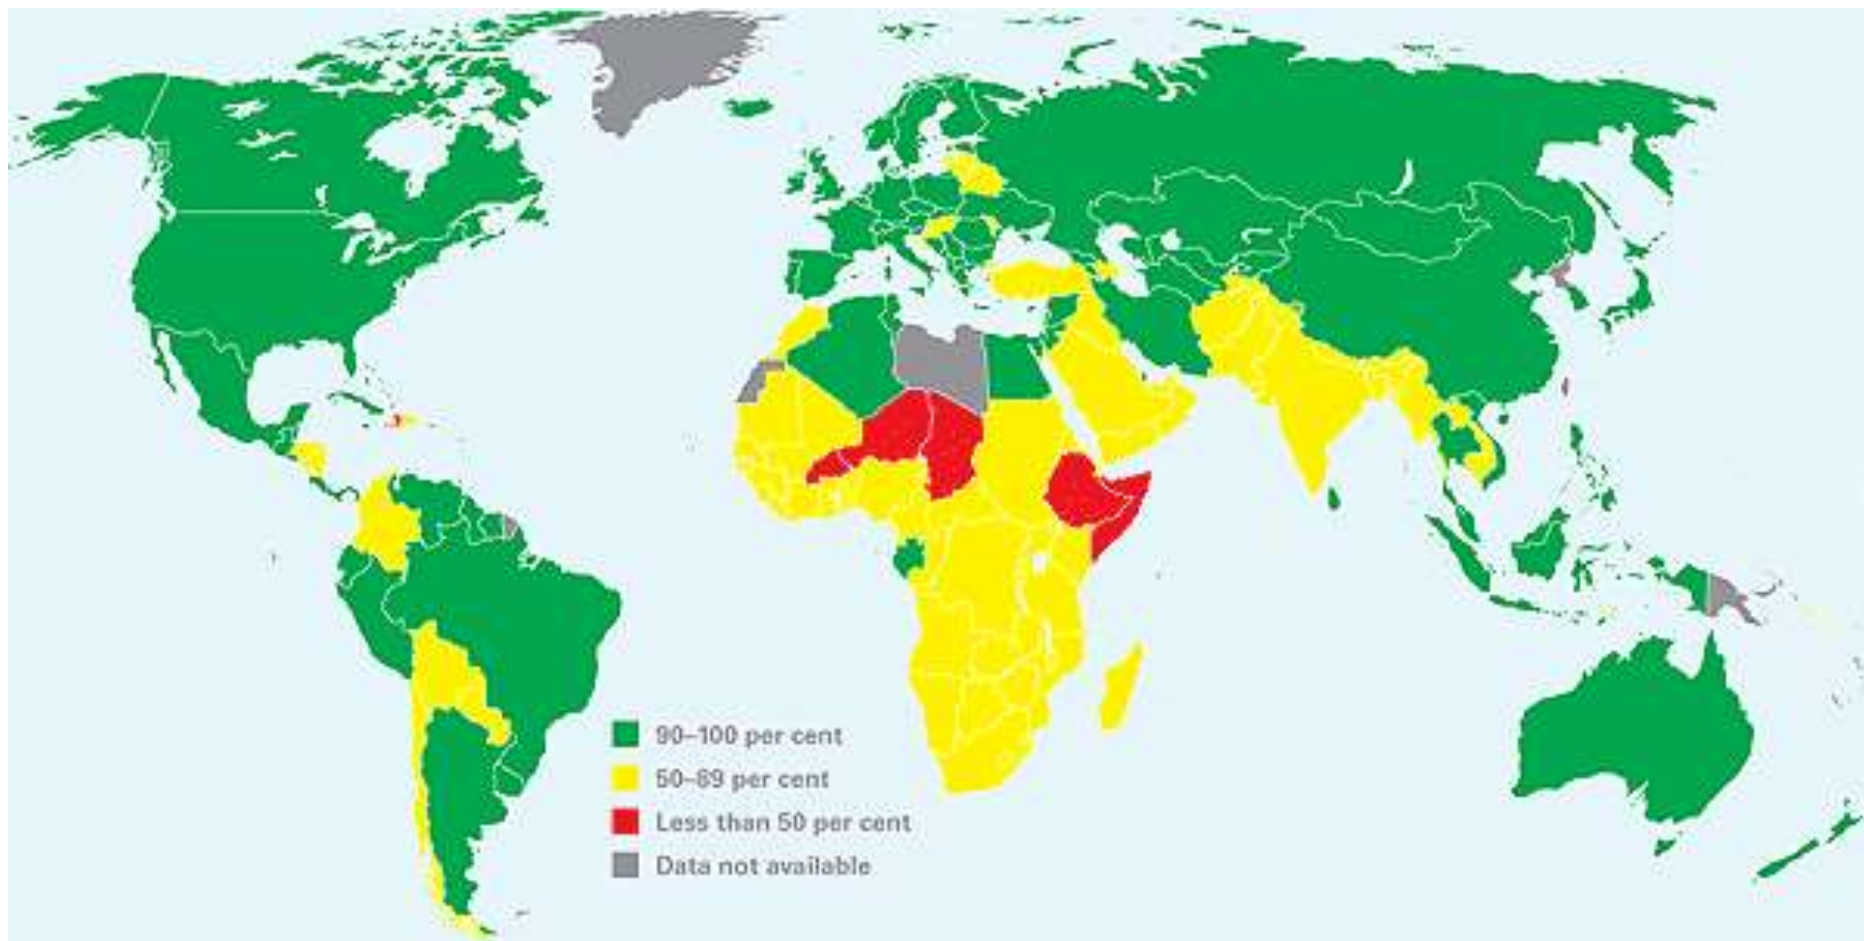 90–100 per cent
50–89 per cent
Less than 50 per cent
Data not available